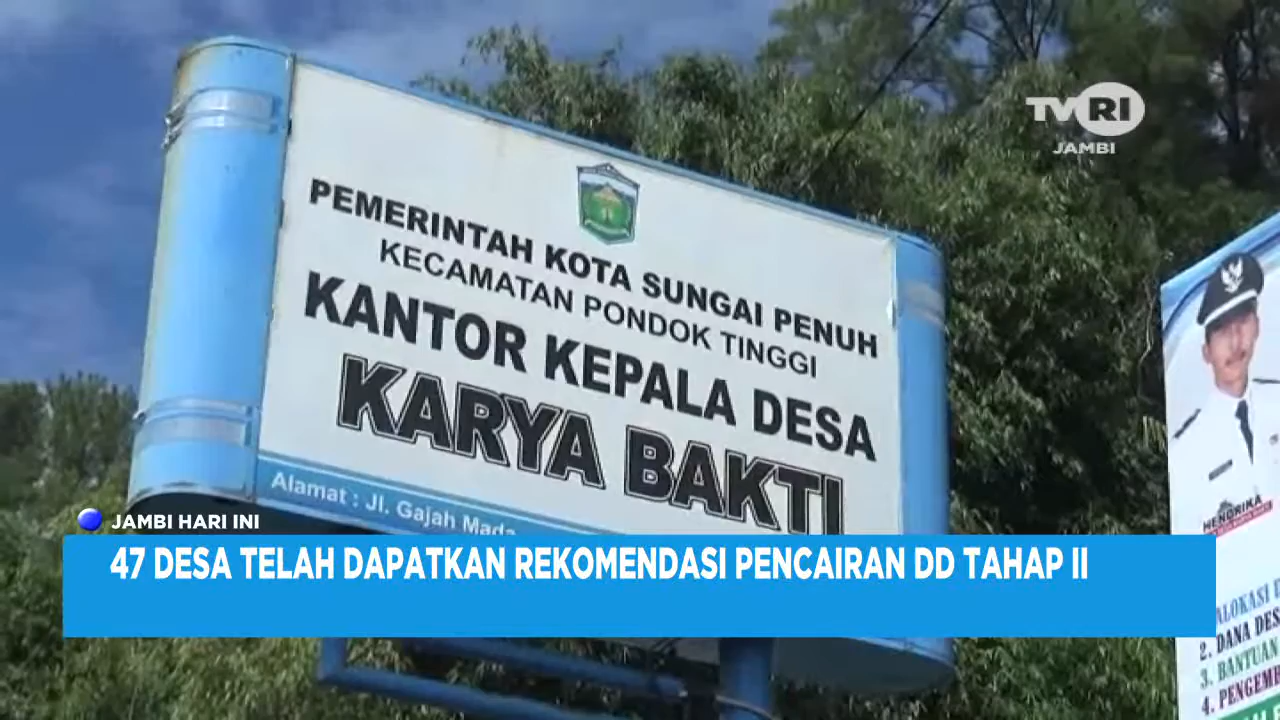 TVRI
JAMBI
PEMERINTAH KOTA SUNGAI PENUH
KECAMATAN PONDOK TINGGI
KANTOR KEPALA DESA
KARYA BAKTI
Alamat : Jl. Gajah Mada
HENDRIKA
ALOKASI
2. DANA DES
3. BANTUAN
4. PENGEMB
JAMBI HARI INI
47 DESA TELAH DAPATKAN REKOMENDASI PENCAIRAN DD TAHAP II